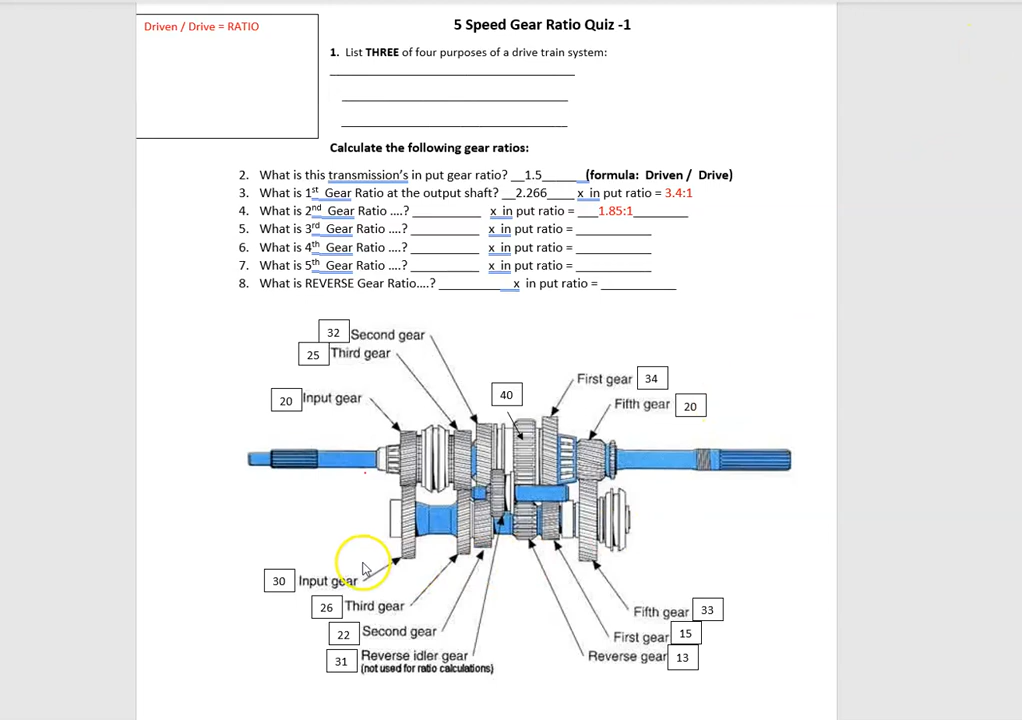 Driven / Drive = RATIO
5 Speed Gear Ratio Quiz -1
1. List THREE of four purposes of a drive train system:
Calculate the following gear ratios:
2. What is this transmission's in put gear ratio? __1.5______(formula: Driven / Drive)
3. What is 1st Gear Ratio at the output shaft? __2.266____ x in put ratio = 3.4:1
4. What is 2nd Gear Ratio ....? __________ x in put ratio = ___1.85:1________
5. What is 3rd Gear Ratio ....? __________ x in put ratio = ___________
6. What is 4th Gear Ratio ....? __________ x in put ratio = ___________
7. What is 5th Gear Ratio ....? __________ x in put ratio = ___________
8. What is REVERSE Gear Ratio....? ___________x in put ratio = ___________
32 Second gear
25 Third gear
20 Input gear
40
First gear 34
Fifth gear 20
30 Input gear
26 Third gear
22 Second gear
31 Reverse idler gear
(not used for ratio calculations)
Fifth gear 33
First gear 15
Reverse gear 13